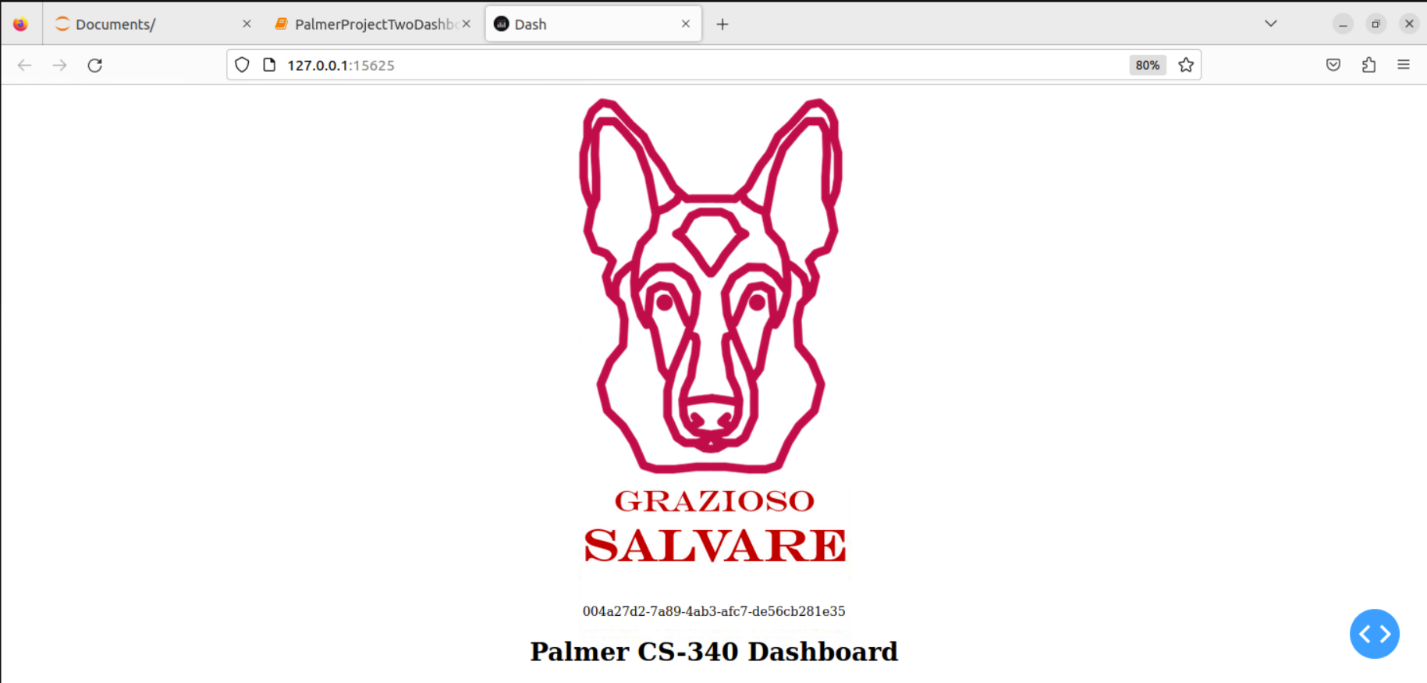 Documents/
PalmerProjectTwoDashbc
Dash
127.0.0.1:15625
80%
GRAZIOSO
SALVARE
004a27d2-7a89-4ab3-afc7-de56cb281e35
Palmer CS-340 Dashboard